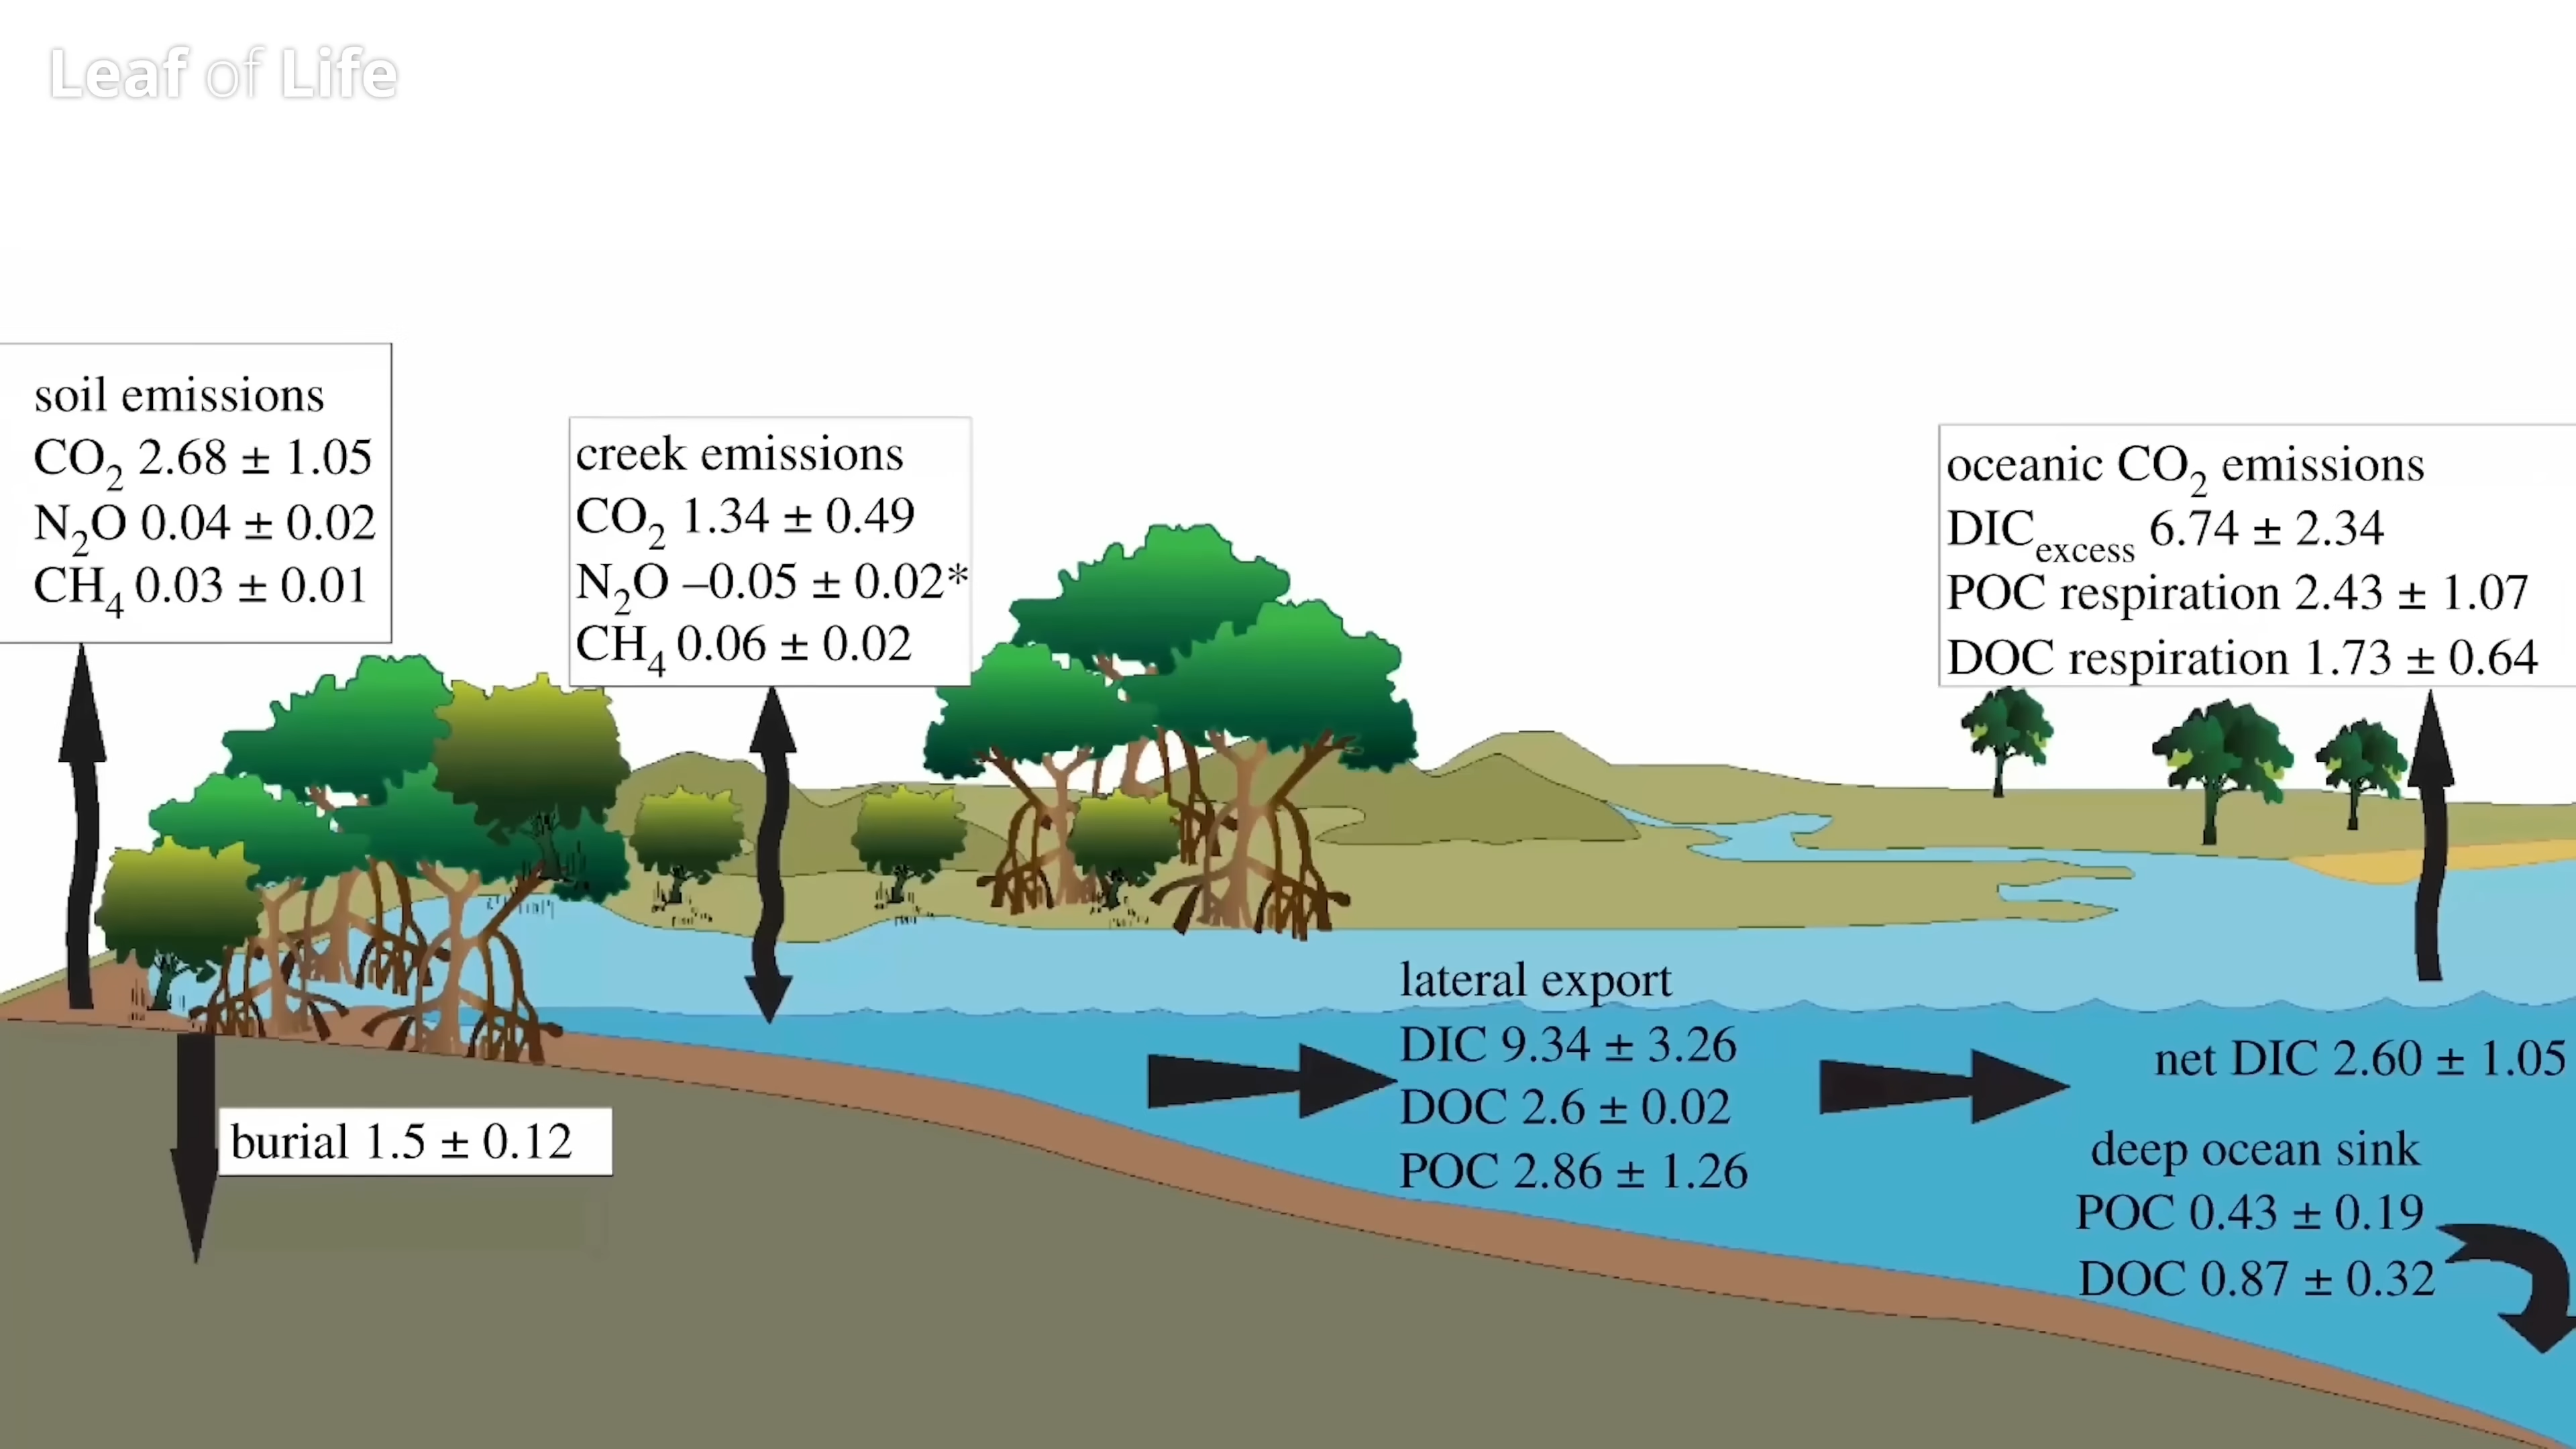 Leaf of Life
soil emissions
CO₂ 2.68 ± 1.05
N₂O 0.04 ± 0.02
CH₄ 0.03 ± 0.01
creek emissions
CO₂ 1.34 ± 0.49
N₂O –0.05 ± 0.02*
CH₄ 0.06 ± 0.02
oceanic CO₂ emissions
DICexcess 6.74 ± 2.34
POC respiration 2.43 ± 1.07
DOC respiration 1.73 ± 0.64
burial 1.5 ± 0.12
lateral export
DIC 9.34 ± 3.26
DOC 2.6 ± 0.02
POC 2.86 ± 1.26
net DIC 2.60 ± 1.05
deep ocean sink
POC 0.43 ± 0.19
DOC 0.87 ± 0.32